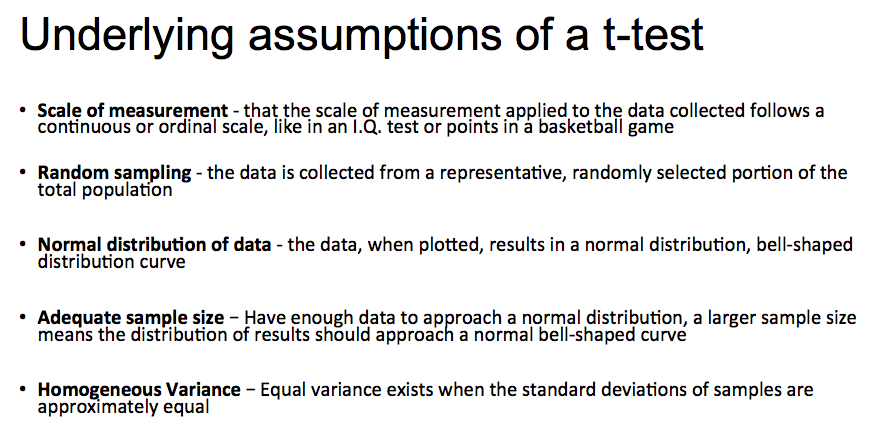 Underlying assumptions of a t-test
• Scale of measurement - that the scale of measurement applied to the data collected follows a
continuous or ordinal scale, like in an I.Q. test or points in a basketball game
• Random sampling - the data is collected from a representative, randomly selected portion of the
total population
• Normal distribution of data - the data, when plotted, results in a normal distribution, bell-shaped
distribution curve
• Adequate sample size – Have enough data to approach a normal distribution, a larger sample size
means the distribution of results should approach a normal bell-shaped curve
• Homogeneous Variance – Equal variance exists when the standard deviations of samples are
approximately equal